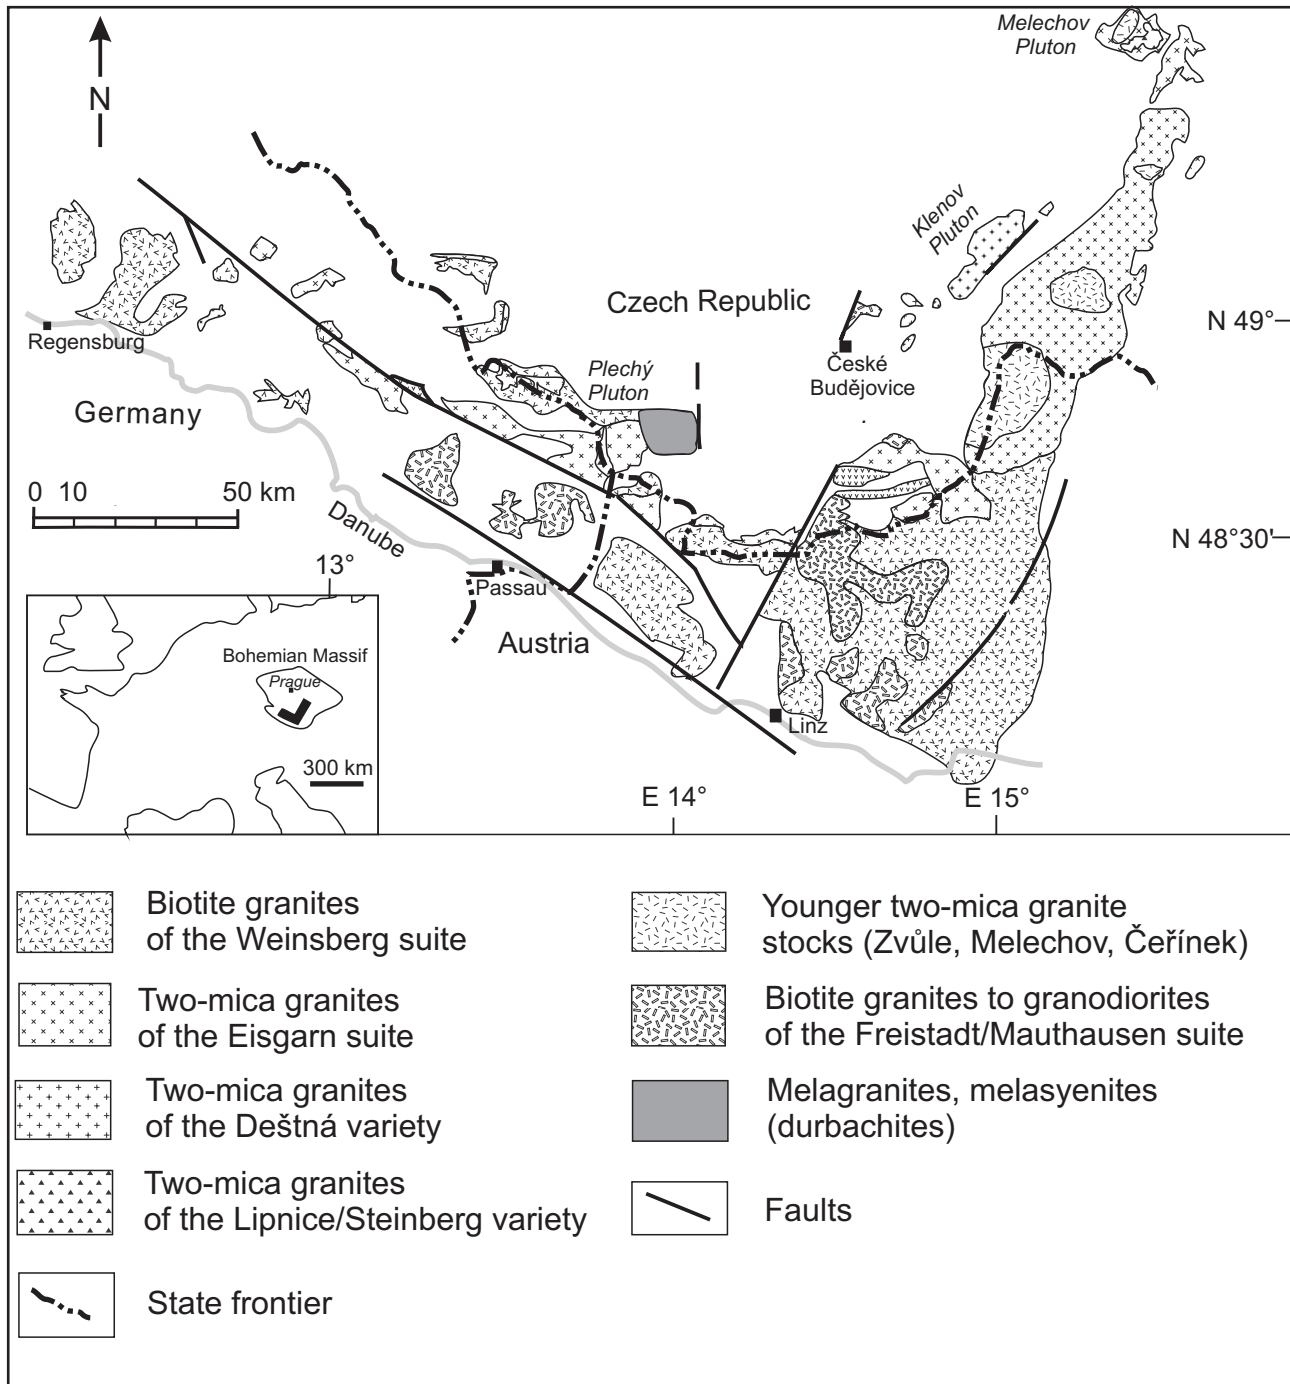 Melechov
Pluton
N
Klenov
Pluton
Czech Republic
N 49°
Regensburg
Plechý
Pluton
České
Budějovice
Germany
0 10 50 km
Danube
N 48°30'
13°
Passau
Austria
Bohemian Massif
Prague
300 km
Linz
E 14°
E 15°
Biotite granites
of the Weinsberg suite
Two-mica granites
of the Eisgarn suite
Two-mica granites
of the Deštná variety
Two-mica granites
of the Lipnice/Steinberg variety
State frontier
Younger two-mica granite
stocks (Zvůle, Melechov, Čeřínek)
Biotite granites to granodiorites
of the Freistadt/Mauthausen suite
Melagranites, melasyenites
(durbachites)
Faults